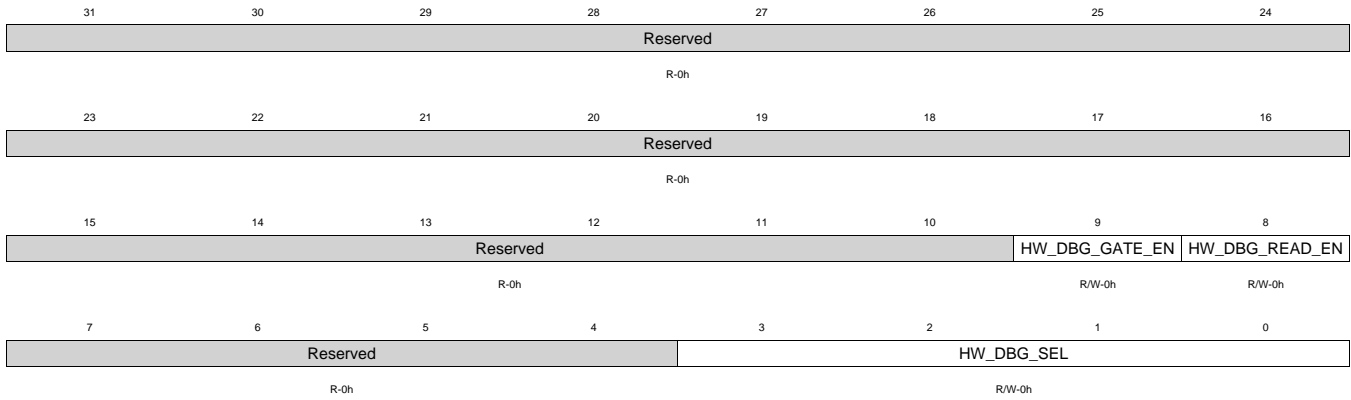 31 30 29 28 27 26 25 24
Reserved
R-0h
23 22 21 20 19 18 17 16
Reserved
R-0h
15 14 13 12 11 10 9 8
Reserved HW_DBG_GATE_EN HW_DBG_READ_EN
R-0h R/W-0h R/W-0h
7 6 5 4 3 2 1 0
Reserved HW_DBG_SEL
R-0h R/W-0h